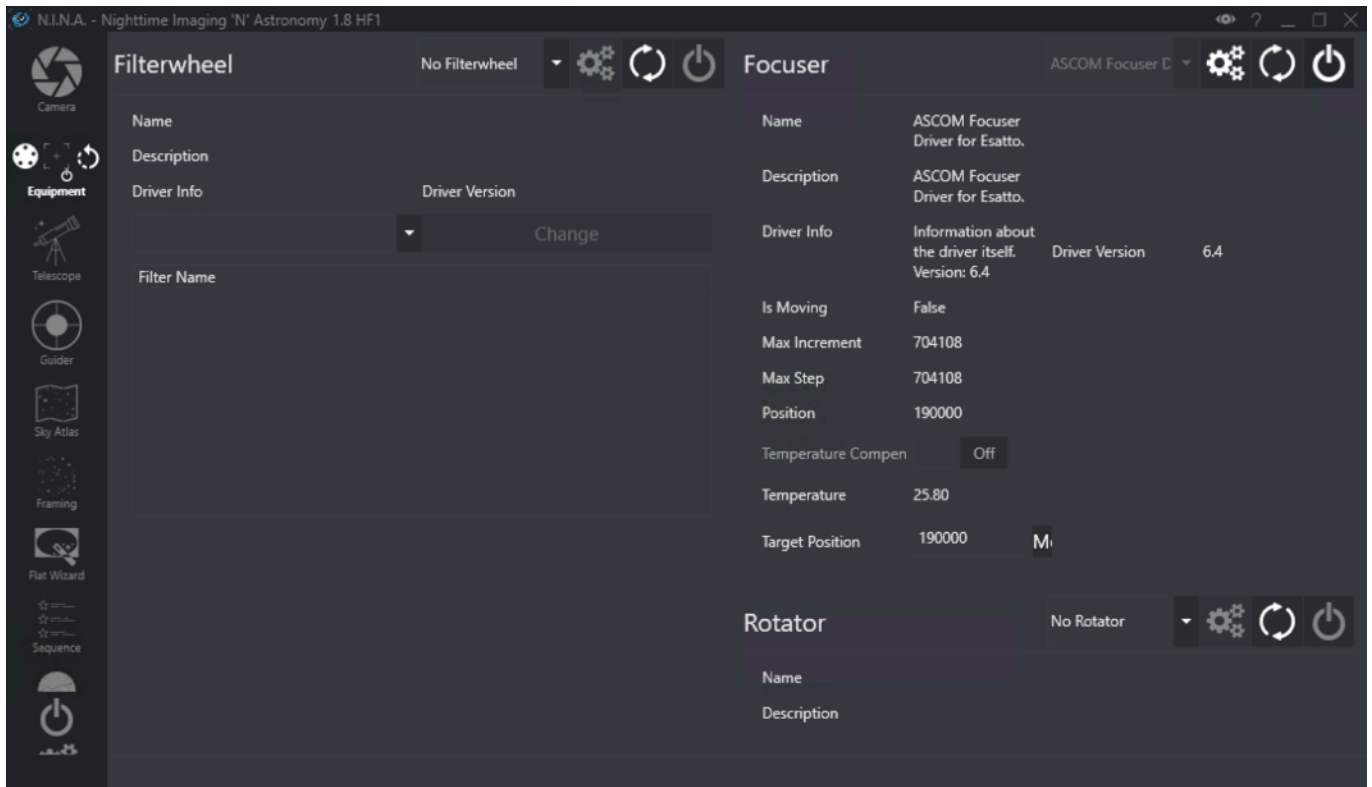 N.I.N.A. - Nighttime Imaging 'N' Astronomy 1.8 HF1
Camera
Equipment
Telescope
Guider
Sky Atlas
Framing
Flat Wizard
Sequence
Filterwheel
No Filterwheel
Name
Description
Driver Info Driver Version
Change
Filter Name
Focuser
ASCOM Focuser D
Name ASCOM Focuser
Driver for Esatto.
Description ASCOM Focuser
Driver for Esatto.
Driver Info Information about
the driver itself. Driver Version 6.4
Version: 6.4
Is Moving False
Max Increment 704108
Max Step 704108
Position 190000
Temperature Compen Off
Temperature 25.80
Target Position 190000
Rotator
No Rotator
Name
Description